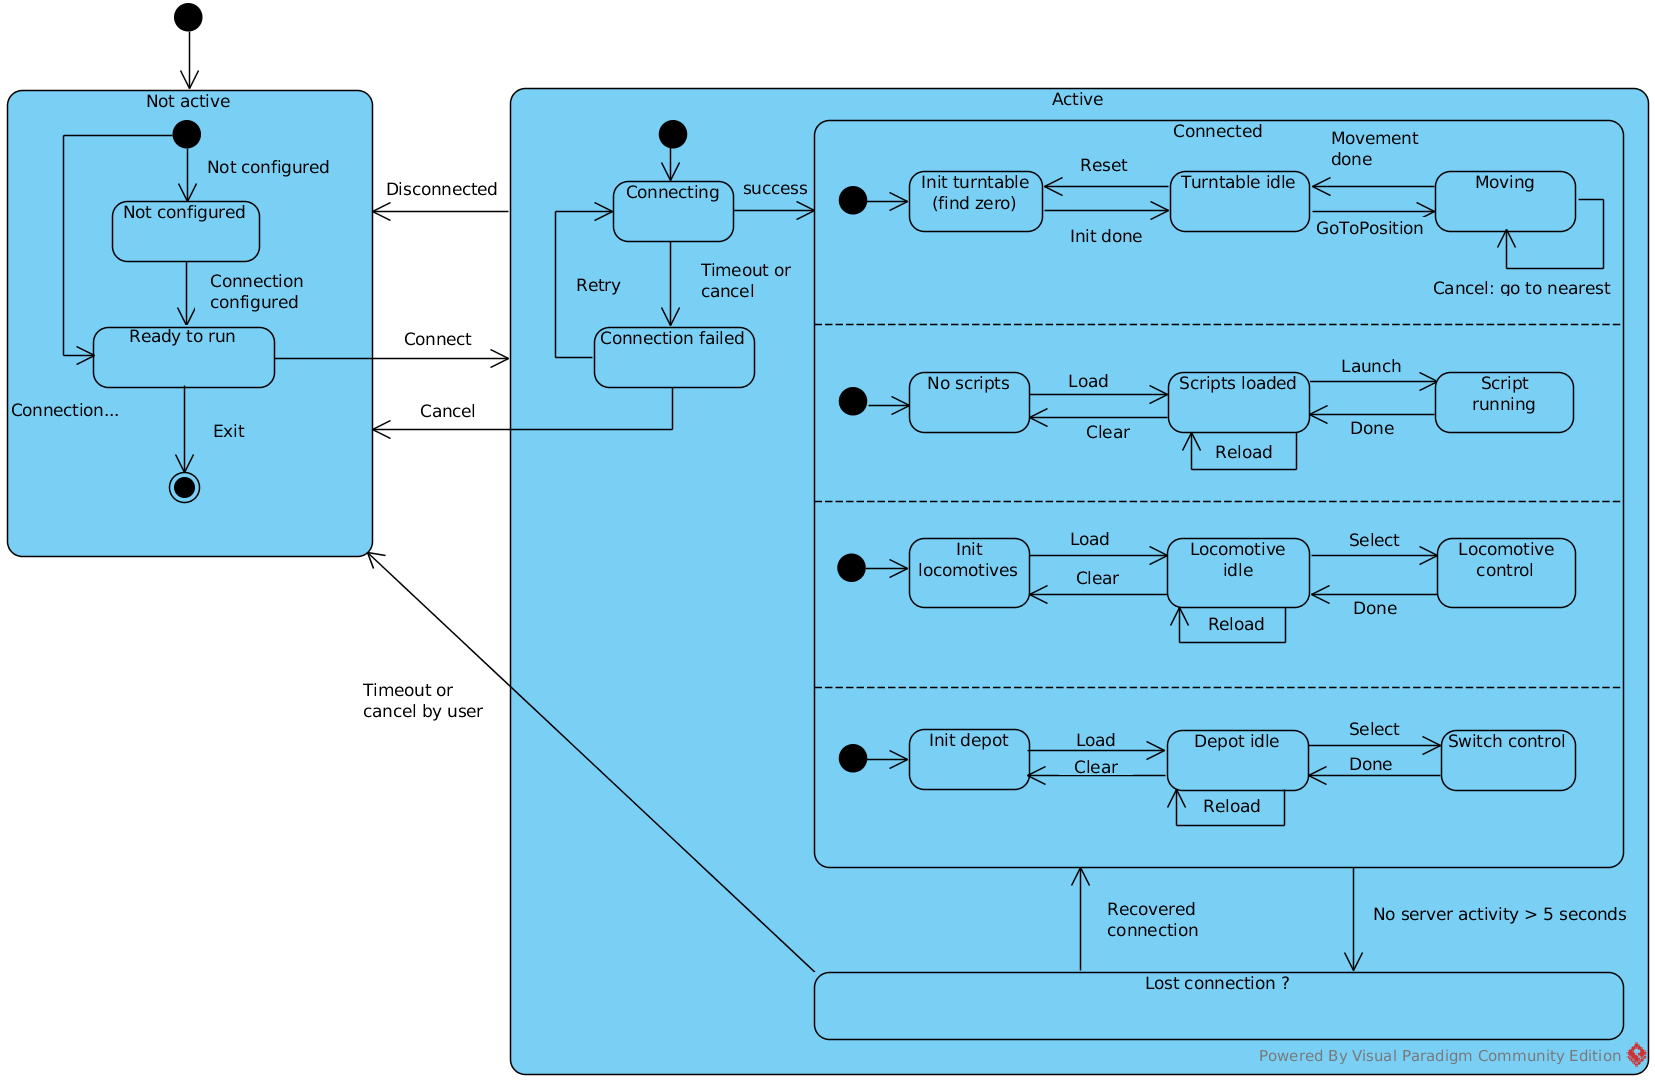 Not active
Not configured
Not configured
Connection
configured
Ready to run
Connection...
Exit
Disconnected
Connect
Cancel
Timeout or
cancel by user
Active
Connecting
success
Retry
Timeout or
cancel
Connection failed
Connected
Init turntable
(find zero)
Reset
Init done
Turntable idle
Movement
done
GoToPosition
Moving
Cancel: go to nearest
No scripts
Load
Clear
Scripts loaded
Reload
Launch
Done
Script
running
Init
locomotives
Load
Clear
Locomotive
idle
Reload
Select
Done
Locomotive
control
Init depot
Load
Clear
Depot idle
Reload
Select
Done
Switch control
Recovered
connection
No server activity > 5 seconds
Lost connection ?
Powered By Visual Paradigm Community Edition